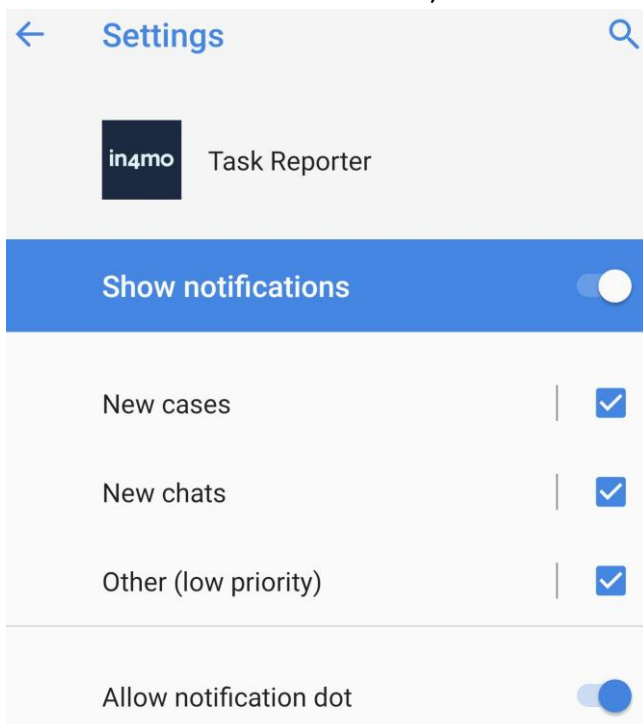 Settings
in4mo
Task Reporter
Show notifications
New cases
New chats
Other (low priority)
Allow notification dot